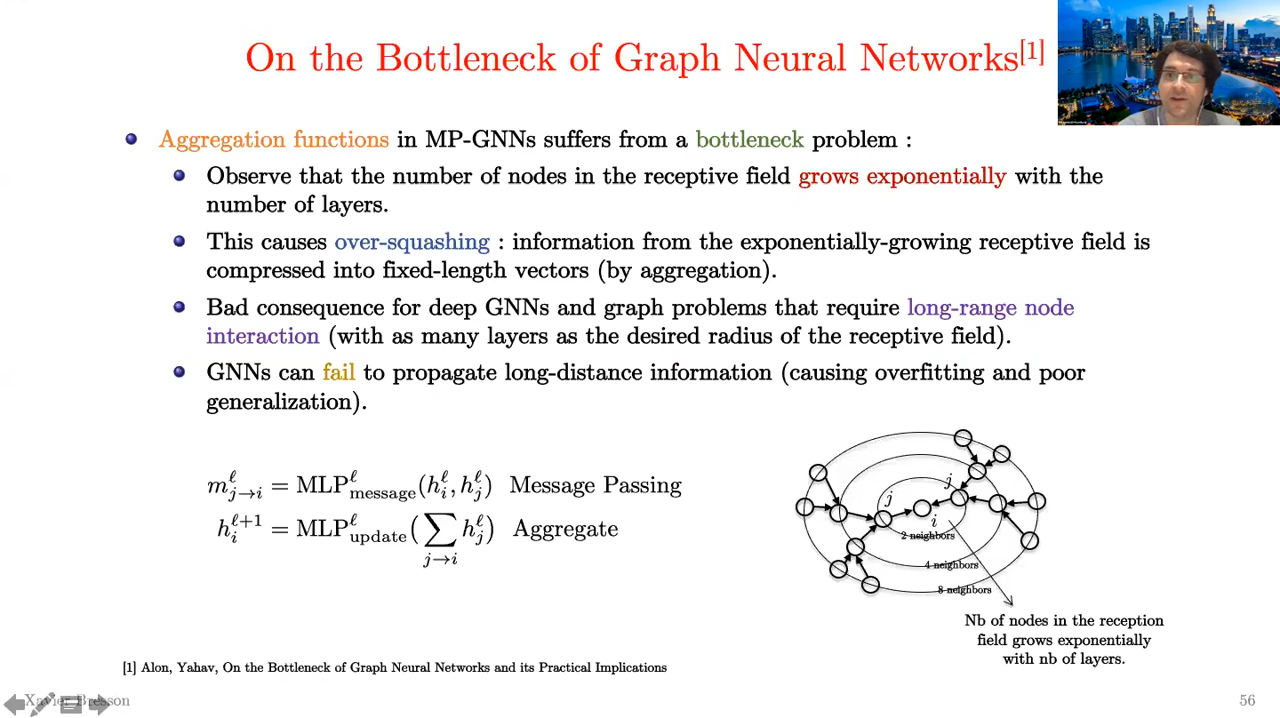 On the Bottleneck of Graph Neural Networks[1]
Aggregation functions in MP-GNNs suffers from a bottleneck problem :
Observe that the number of nodes in the receptive field grows exponentially with the
number of layers.
This causes over-squashing : information from the exponentially-growing receptive field is
compressed into fixed-length vectors (by aggregation).
Bad consequence for deep GNNs and graph problems that require long-range node
interaction (with as many layers as the desired radius of the receptive field).
GNNs can fail to propagate long-distance information (causing overfitting and poor
generalization).
m^ℓ_{j→i} = MLP^ℓ_{message}(h^ℓ_i, h^ℓ_j) Message Passing
h^{ℓ+1}_i = MLP^ℓ_{update}(∑_{j→i} h^ℓ_j) Aggregate
j
j
i
2 neighbors
4 neighbors
8 neighbors
Nb of nodes in the reception
field grows exponentially
with nb of layers.
[1] Alon, Yahav, On the Bottleneck of Graph Neural Networks and its Practical Implications
Xavier Bresson
56